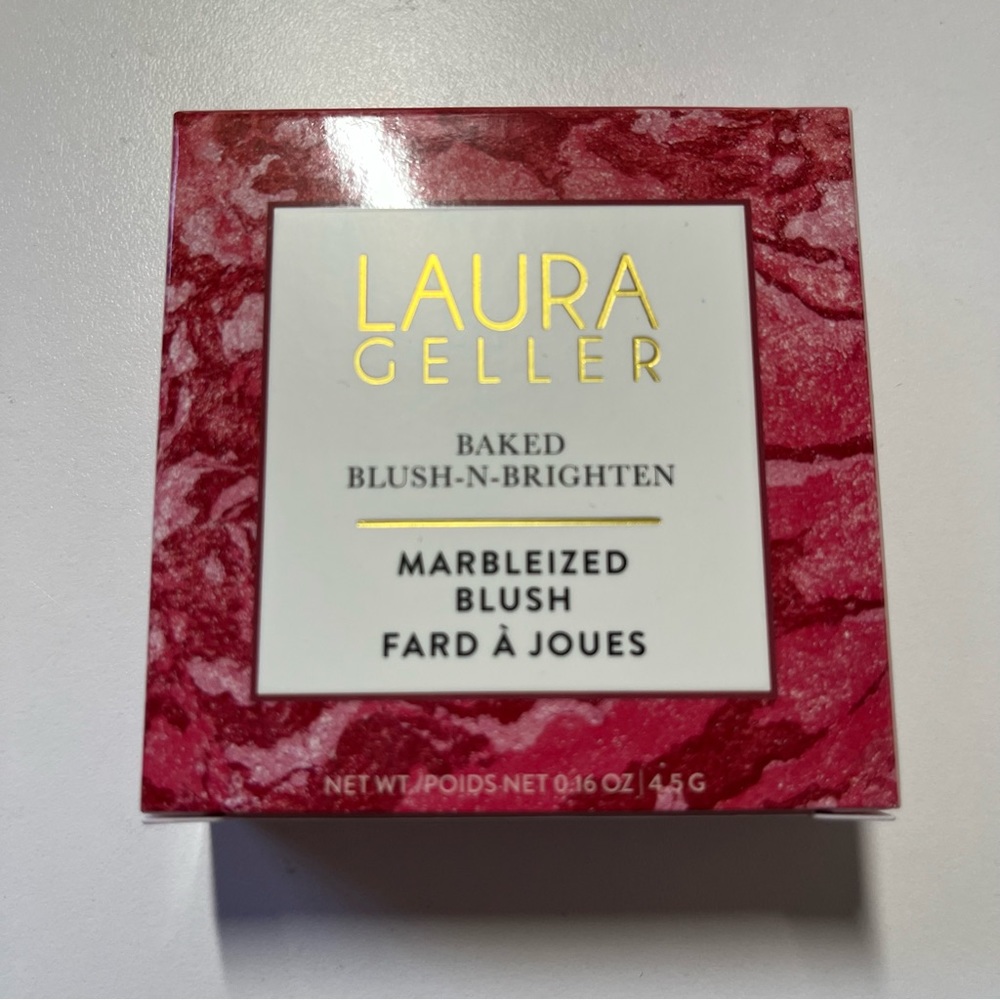 LAURA
GELLER
BAKED
BLUSH-N-BRIGHTEN
MARBLEIZED
BLUSH
FARD À JOUES
NET WT./POIDS NET 0.16 OZ | 4.5 G